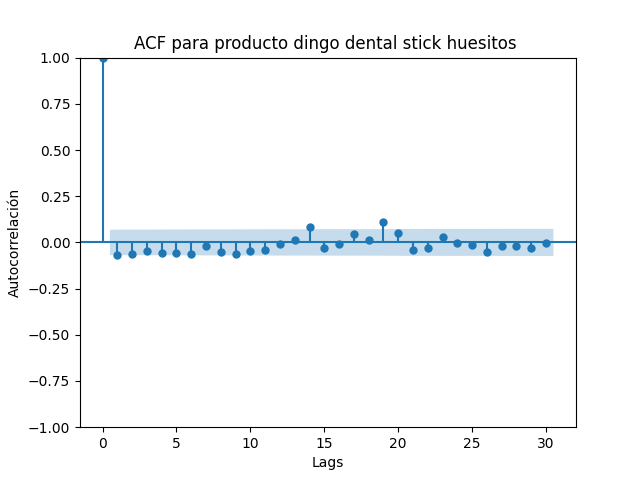 ACF para producto dingo dental stick huesitos
1.00
0.75
0.50
0.25
0.00
−0.25
−0.50
−0.75
−1.00
Autocorrelación
0 5 10 15 20 25 30
Lags